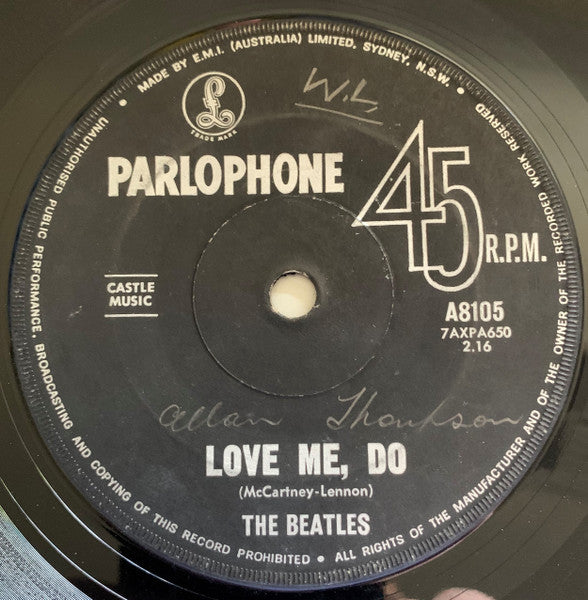 MADE BY E.M.I. (AUSTRALIA) LIMITED, SYDNEY, N.S.W. • UNAUTHORISED PUBLIC PERFORMANCE, BROADCASTING AND COPYING OF THIS RECORD PROHIBITED • ALL RIGHTS OF THE MANUFACTURER AND OF THE OWNER OF THE RECORDED WORK RESERVED •
W.L
£
TRADE MARK
PARLOPHONE
45
R.P.M.
CASTLE
MUSIC
A8105
7AXPA650
2.16
Allan Thompson
LOVE ME, DO
(McCartney-Lennon)
THE BEATLES